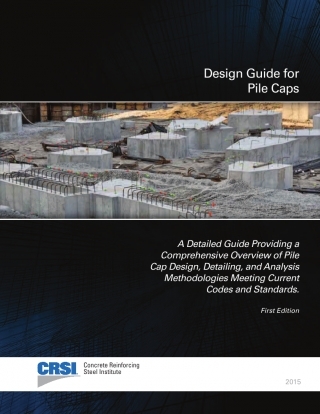 Design Guide for
Pile Caps
A Detailed Guide Providing a
Comprehensive Overview of Pile
Cap Design, Detailing, and Analysis
Methodologies Meeting Current
Codes and Standards.
First Edition
CRSI
Concrete Reinforcing
Steel Institute
2015